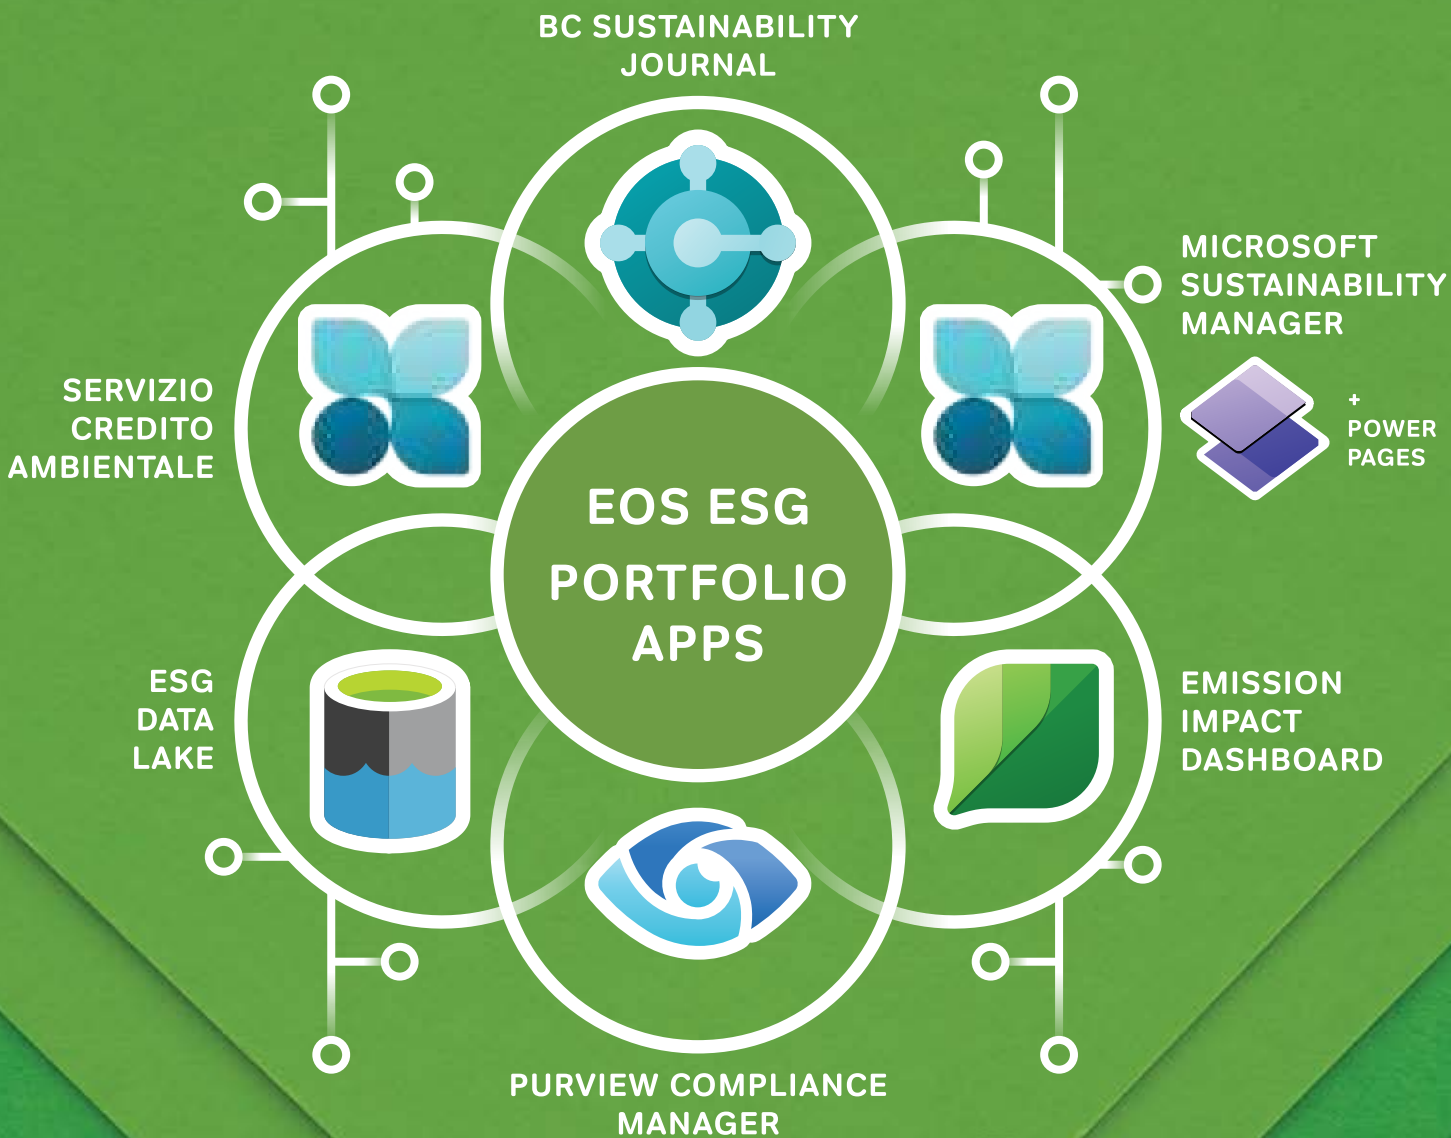 BC SUSTAINABILITY
JOURNAL
MICROSOFT
SUSTAINABILITY
MANAGER
+
POWER
PAGES
SERVIZIO
CREDITO
AMBIENTALE
EOS ESG
PORTFOLIO
APPS
ESG
DATA
LAKE
EMISSION
IMPACT
DASHBOARD
PURVIEW COMPLIANCE
MANAGER